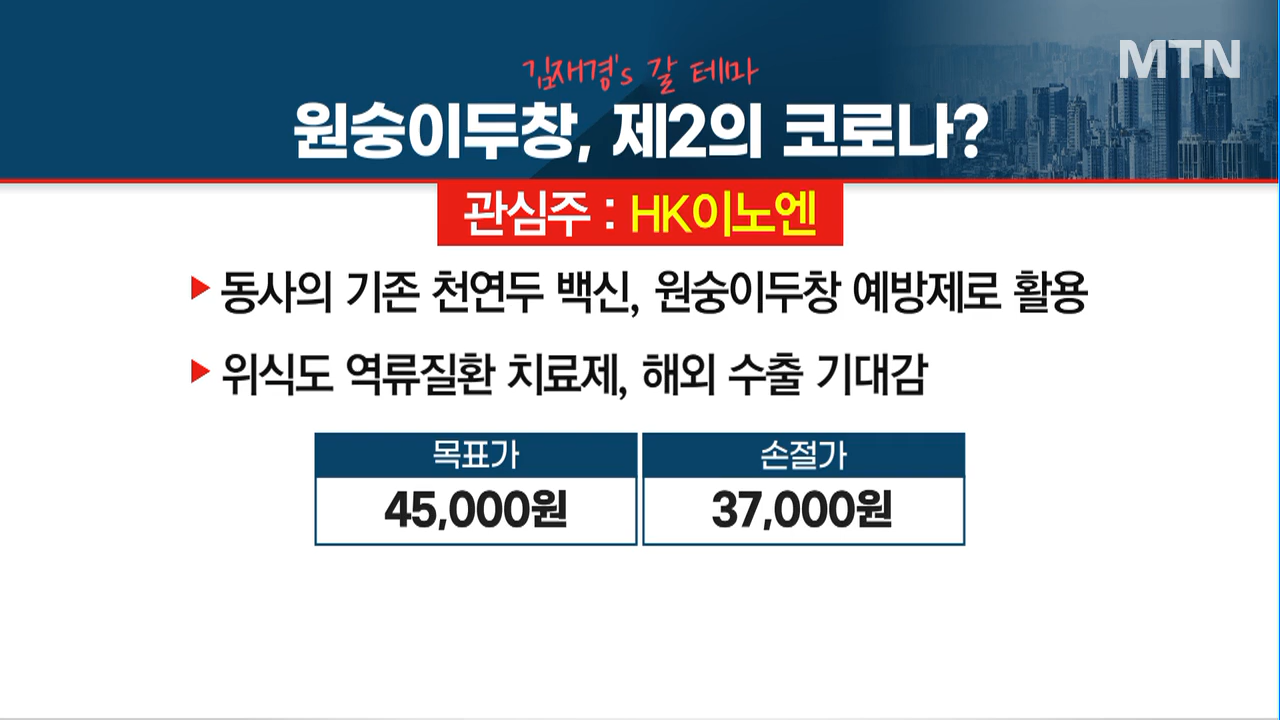 MTN
김재경's 갈 테마
원숭이두창, 제2의 코로나?
관심주 : HK이노엔
▶ 동사의 기존 천연두 백신, 원숭이두창 예방제로 활용
▶ 위식도 역류질환 치료제, 해외 수출 기대감
목표가 손절가
45,000원 37,000원